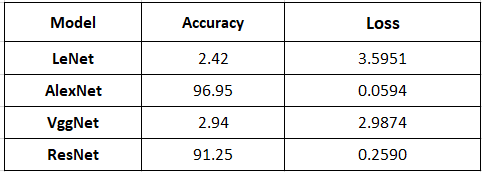 Model Accuracy Loss
LeNet 2.42 3.5951
AlexNet 96.95 0.0594
VggNet 2.94 2.9874
ResNet 91.25 0.2590